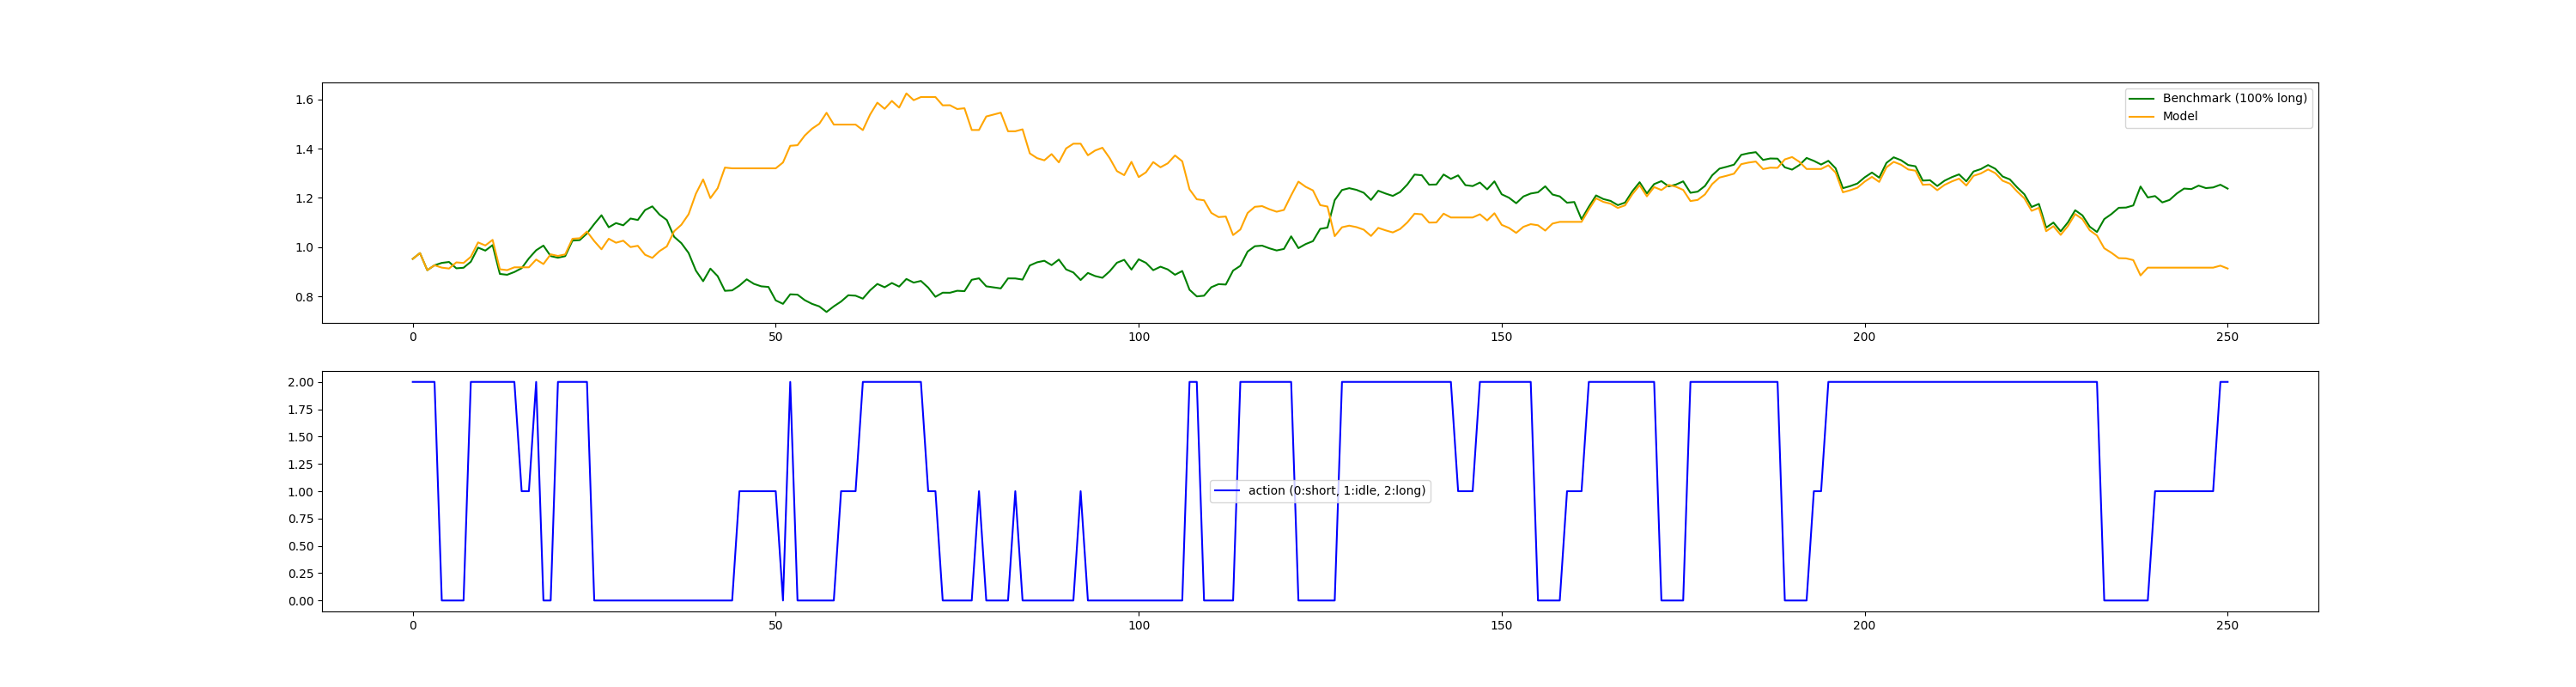 1.6
1.4
1.2
1.0
0.8
Benchmark (100% long)
Model
0 50 100 150 200 250
2.00
1.75
1.50
1.25
1.00
0.75
0.50
0.25
0.00
action (0:short, 1:idle, 2:long)
0 50 100 150 200 250